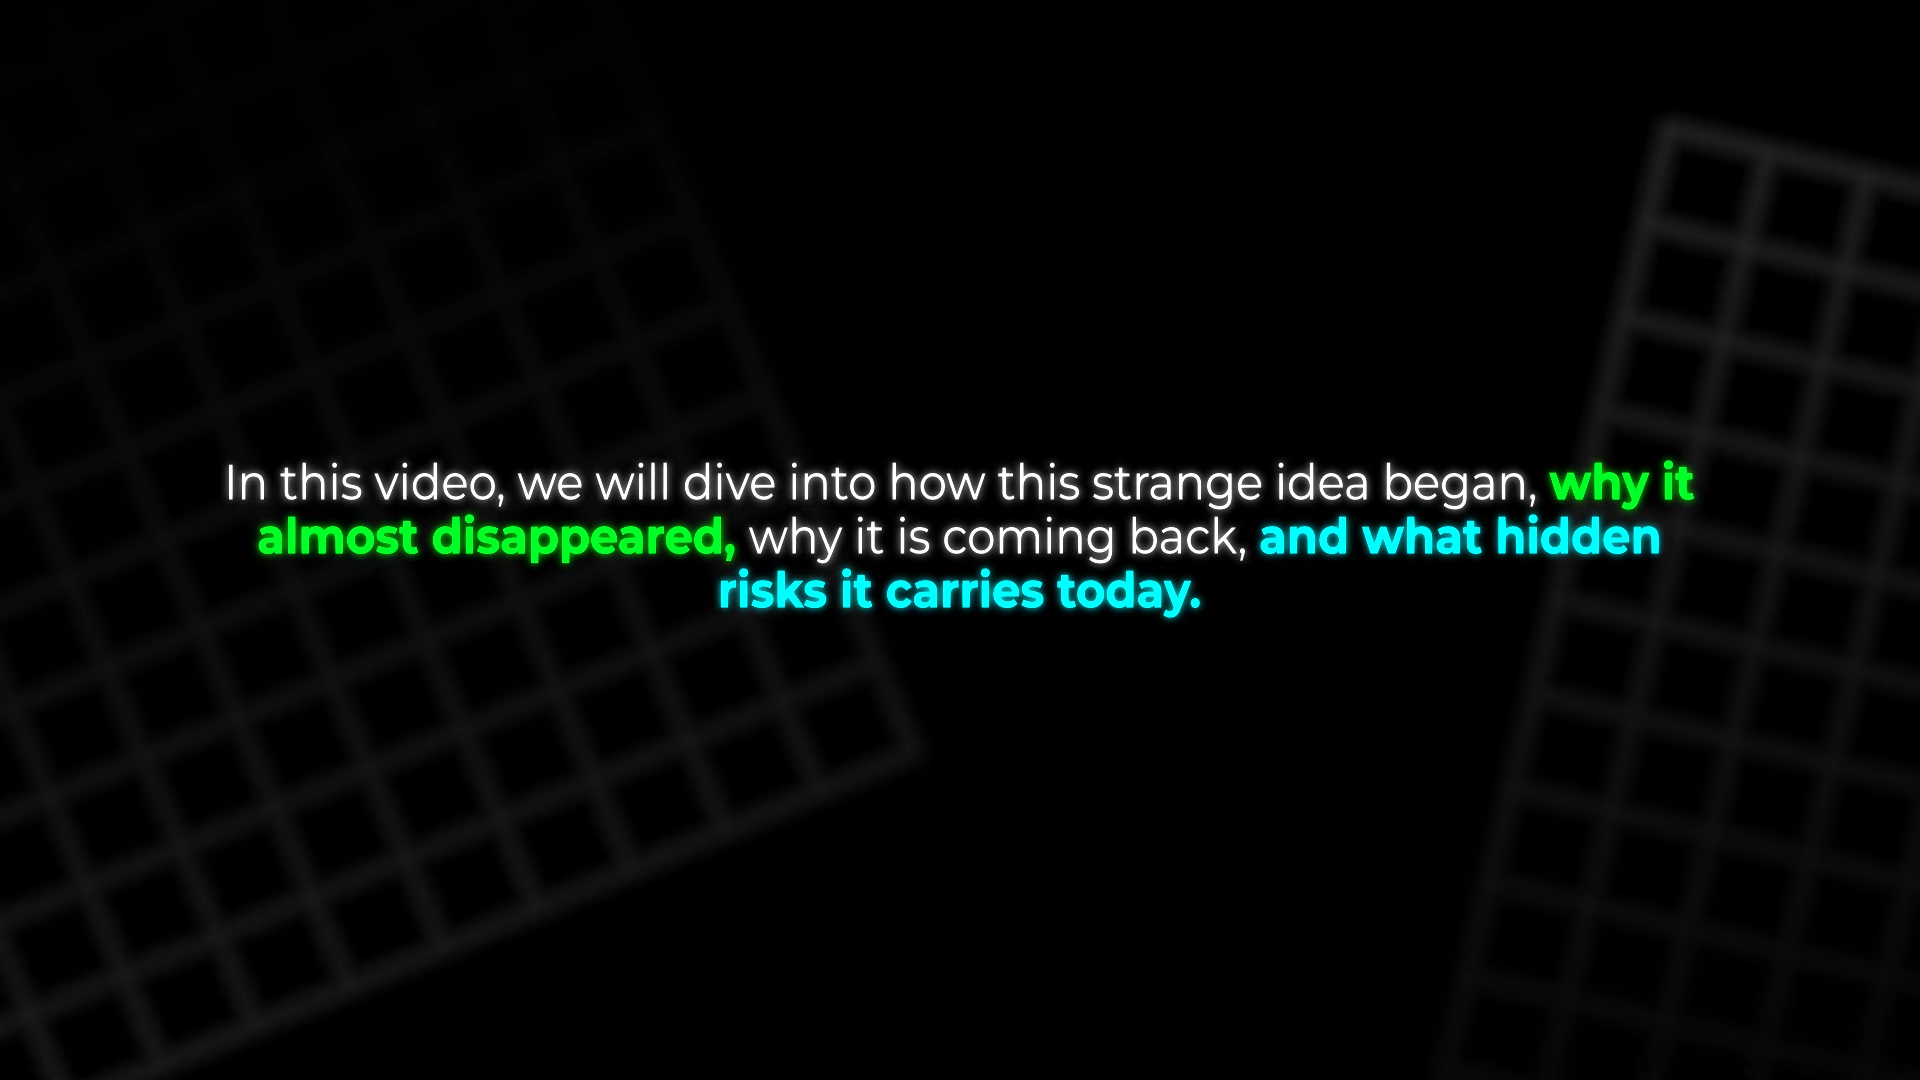 In this video, we will dive into how this strange idea began, why it
almost disappeared, why it is coming back, and what hidden
risks it carries today.